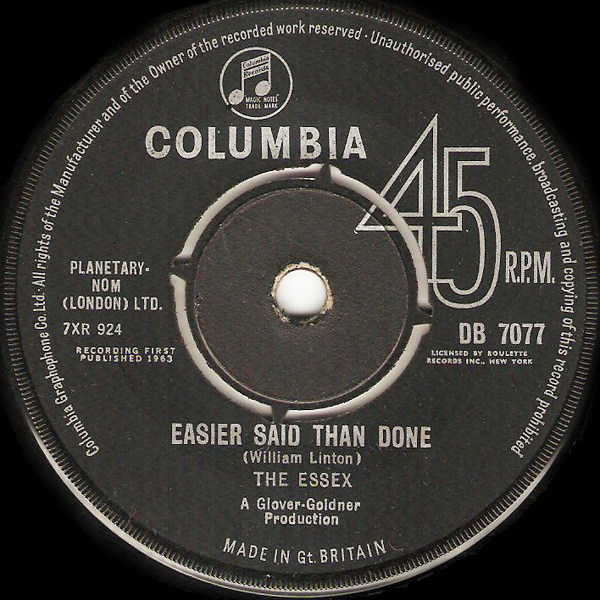 Columbia Graphophone Co. Ltd. All rights of the Manufacturer and of the Owner of the recorded work reserved · Unauthorised public performance, broadcasting and copying of this record prohibited
Columbia
Records
MAGIC NOTES
TRADE MARK
COLUMBIA
45
R.P.M.
PLANETARY-
NOM
(LONDON) LTD.
7XR 924
DB 7077
RECORDING FIRST
PUBLISHED 1963
LICENSED BY ROULETTE
RECORDS INC., NEW YORK
EASIER SAID THAN DONE
(William Linton)
THE ESSEX
A Glover-Goldner
Production
MADE IN Gt. BRITAIN